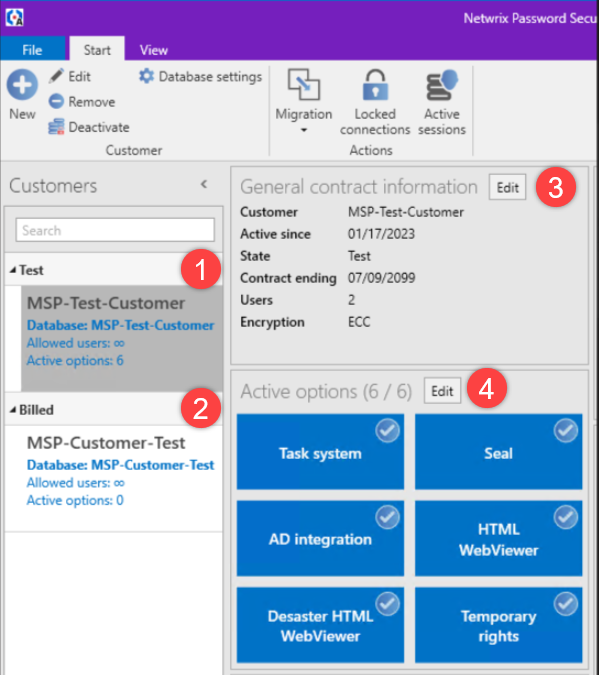 Netwrix Password Secu
File Start View
New
Edit
Remove
Deactivate
Database settings
Customer
Migration
Locked connections
Active sessions
Actions
Customers
Search
1
Test
MSP-Test-Customer
Database: MSP-Test-Customer
Allowed users: ∞
Active options: 6
2
Billed
MSP-Customer-Test
Database: MSP-Customer-Test
Allowed users: ∞
Active options: 0
General contract information Edit 3
Customer MSP-Test-Customer
Active since 01/17/2023
State Test
Contract ending 07/09/2099
Users 2
Encryption ECC
Active options (6 / 6) Edit 4
Task system
Seal
AD integration
HTML
WebViewer
Desaster HTML
WebViewer
Temporary
rights